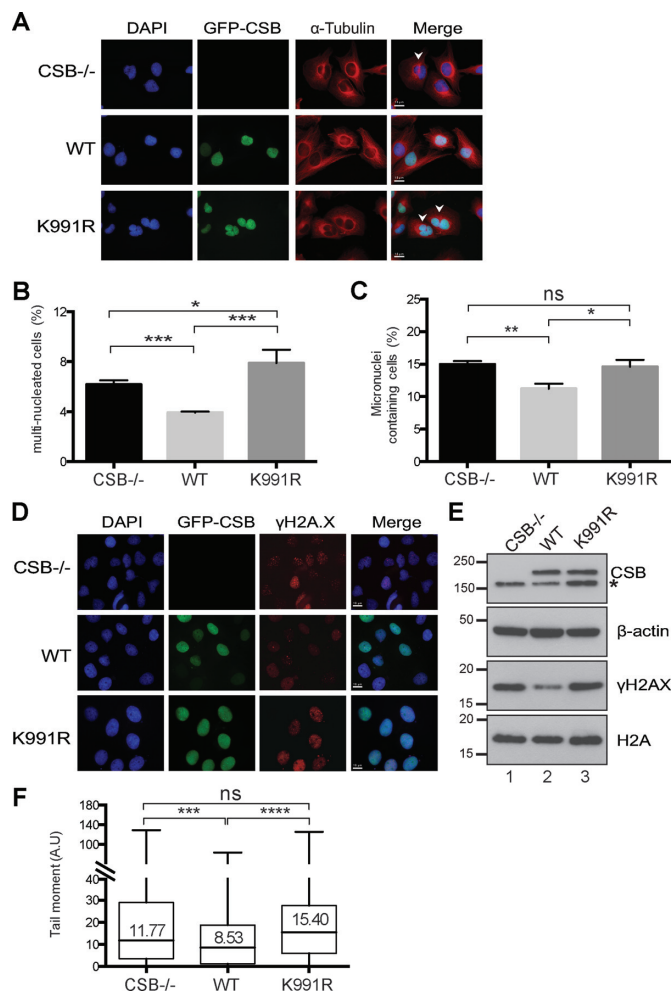 A
DAPI GFP-CSB α-Tubulin Merge
CSB-/-
WT
K991R
B
multi-nucleated cells (%)
12
8
4
0
*
*** ***
CSB-/- WT K991R
C
Micronuclei
containing cells
(%)
25
20
15
10
5
0
ns
** *
CSB-/- WT K991R
D
DAPI GFP-CSB γH2A.X Merge
CSB-/-
WT
K991R
E
CSB-/- WT K991R
250
150
CSB
*
50
β-actin
20
15
γH2AX
20
15
H2A
1 2 3
F
Tail moment (A.U)
180
140
100
40
30
20
10
0
ns
*** ****
11.77 8.53 15.40
CSB-/- WT K991R